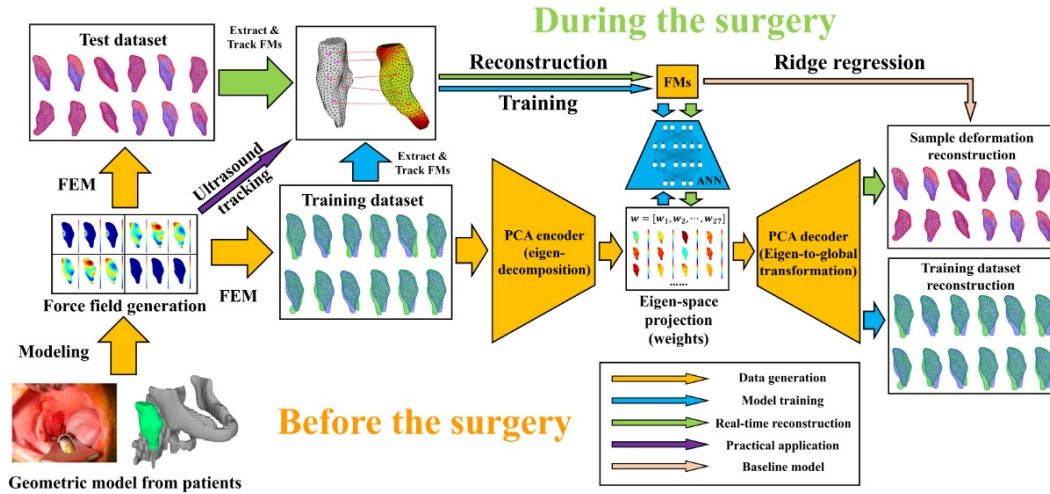 During the surgery
Test dataset
Extract &
Track FMs
Reconstruction
Training
FMs
Ridge regression
FEM
Ultrasound
tracking
Extract &
Track FMs
ANN
Sample deformation
reconstruction
Training dataset
PCA encoder
(eigen-
decomposition)
w = [w₁, w₂, ⋯, w₂₇]
......
PCA decoder
(Eigen-to-global
transformation)
Force field generation
FEM
Eigen-space
projection
(weights)
Training dataset
reconstruction
Modeling
Before the surgery
Data generation
Model training
Real-time reconstruction
Practical application
Baseline model
Geometric model from patients